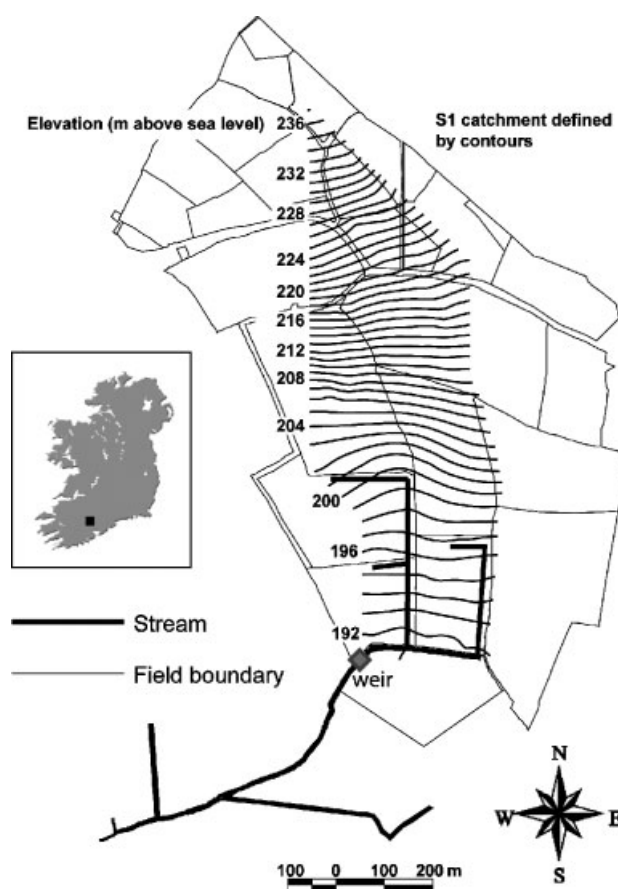 Elevation (m above sea level) 236
S1 catchment defined
by contours
232
228
224
220
216
212
208
204
200
196
192
weir
Stream
Field boundary
N
W E
S
100 0 100 200 m